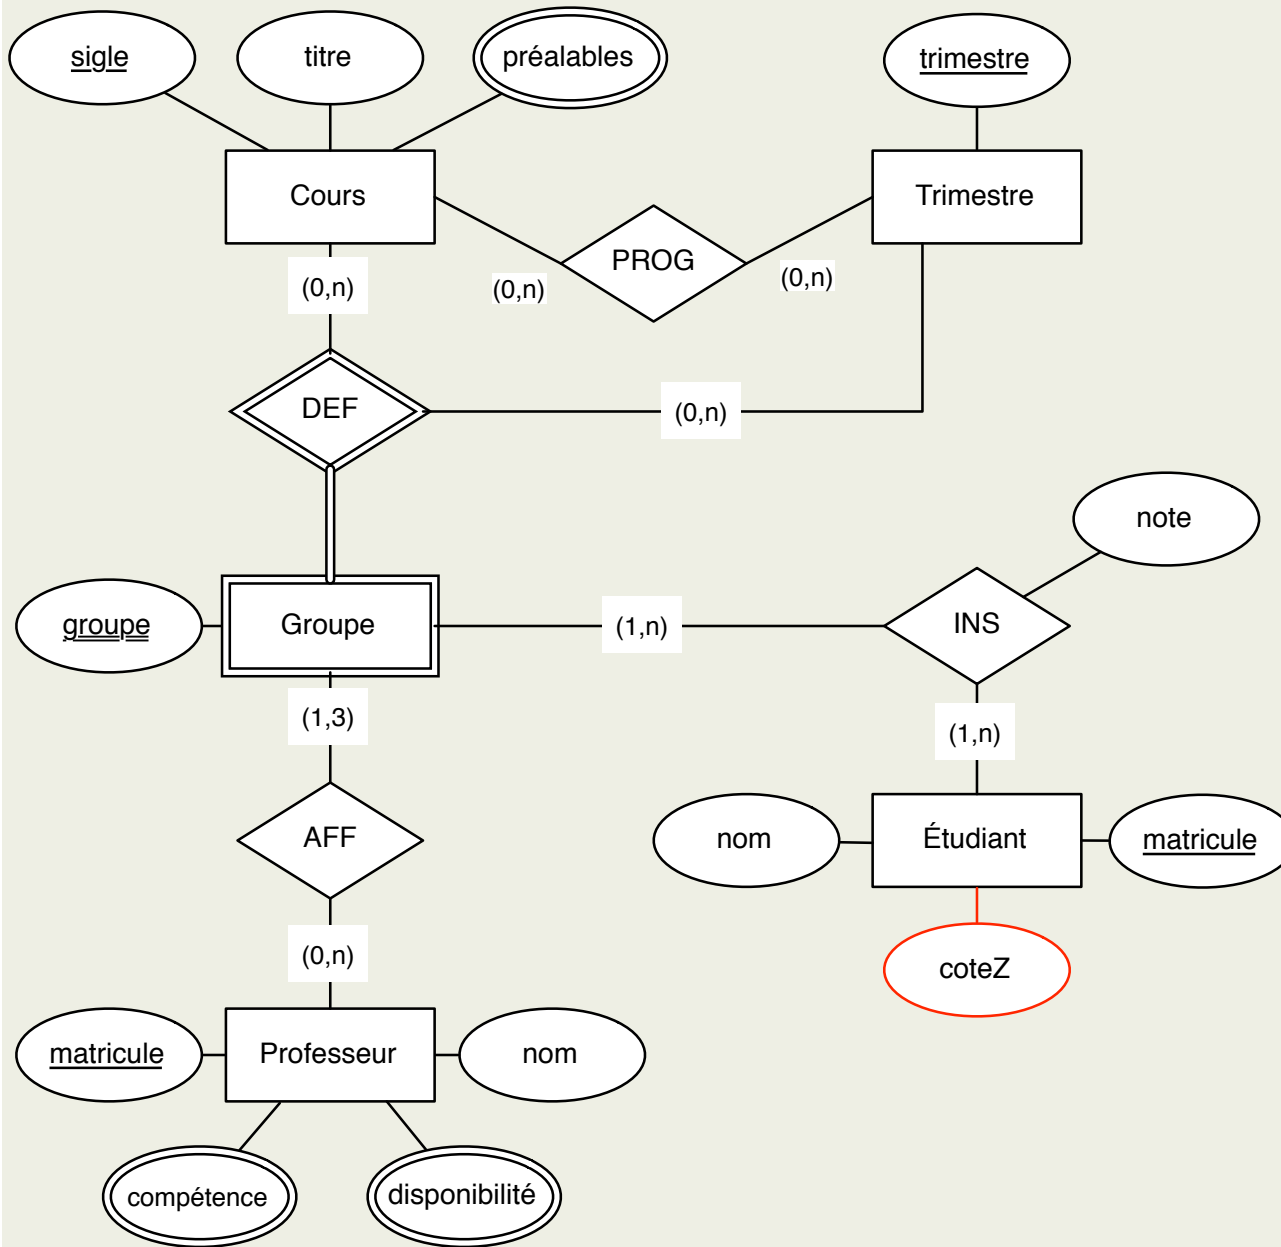 sigle
titre
préalables
trimestre
Cours
Trimestre
PROG
(0,n)
(0,n)
(0,n)
DEF
(0,n)
note
groupe
Groupe
(1,n)
INS
(1,3)
(1,n)
AFF
nom
Étudiant
matricule
(0,n)
coteZ
matricule
Professeur
nom
compétence
disponibilité